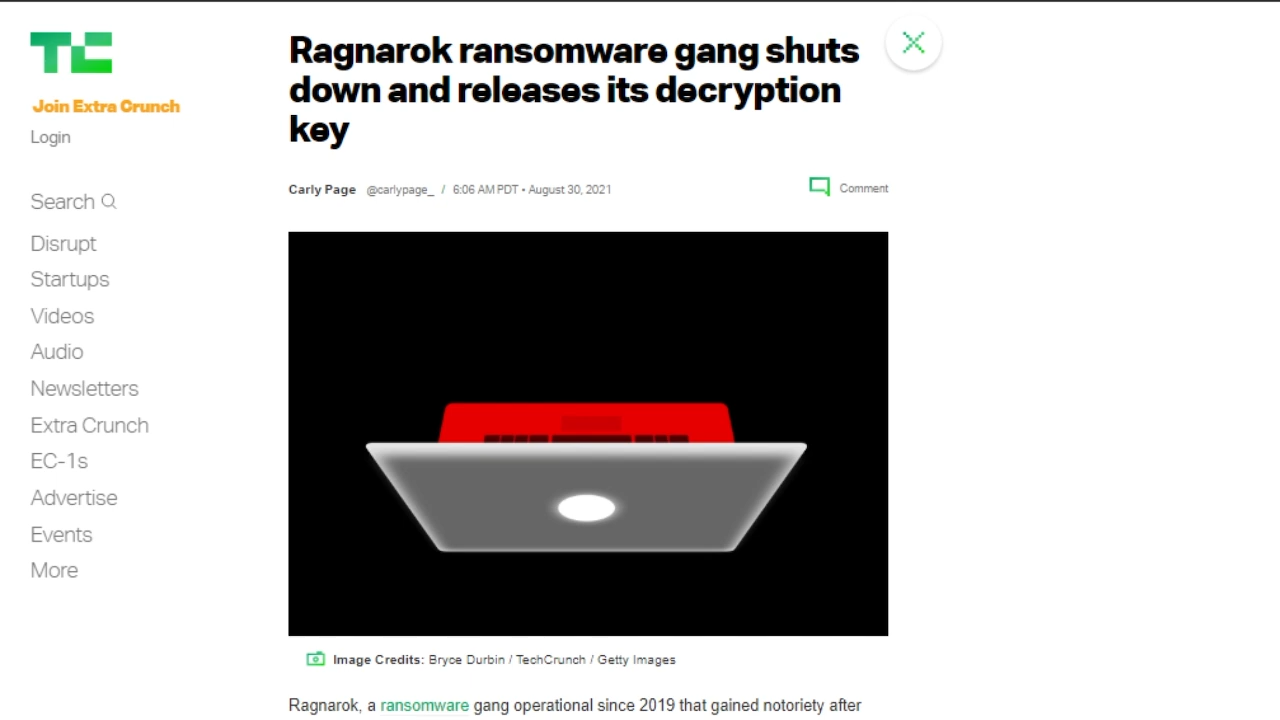 TC
Join Extra Crunch
Login
Search
Disrupt
Startups
Videos
Audio
Newsletters
Extra Crunch
EC-1s
Advertise
Events
More
Ragnarok ransomware gang shuts
down and releases its decryption
key
Carly Page @carlypage_ / 6:06 AM PDT • August 30, 2021
Comment
Image Credits: Bryce Durbin / TechCrunch / Getty Images
Ragnarok, a ransomware gang operational since 2019 that gained notoriety after